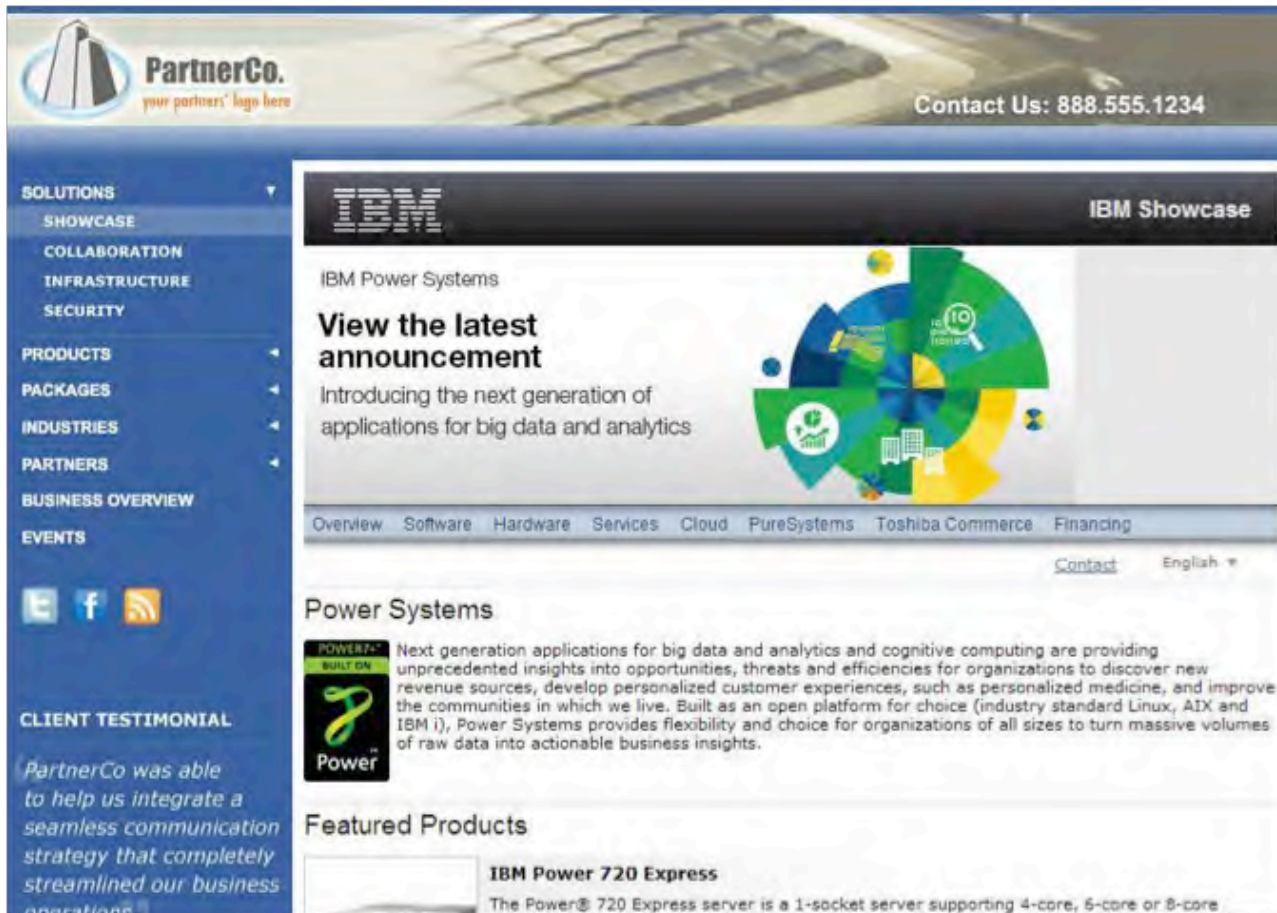 PartnerCo.
your partners' logo here
Contact Us: 888.555.1234
SOLUTIONS
SHOWCASE
COLLABORATION
INFRASTRUCTURE
SECURITY
PRODUCTS
PACKAGES
INDUSTRIES
PARTNERS
BUSINESS OVERVIEW
EVENTS
CLIENT TESTIMONIAL
PartnerCo was able
to help us integrate a
seamless communication
strategy that completely
streamlined our business
operations
IBM
IBM Showcase
IBM Power Systems
View the latest
announcement
Introducing the next generation of
applications for big data and analytics
Overview Software Hardware Services Cloud PureSystems Toshiba Commerce Financing
Contact English
Power Systems
POWER7+
BUILT ON
Power
Next generation applications for big data and analytics and cognitive computing are providing
unprecedented insights into opportunities, threats and efficiencies for organizations to discover new
revenue sources, develop personalized customer experiences, such as personalized medicine, and improve
the communities in which we live. Built as an open platform for choice (industry standard Linux, AIX and
IBM i), Power Systems provides flexibility and choice for organizations of all sizes to turn massive volumes
of raw data into actionable business insights.
Featured Products
IBM Power 720 Express
The Power® 720 Express server is a 1-socket server supporting 4-core, 6-core or 8-core